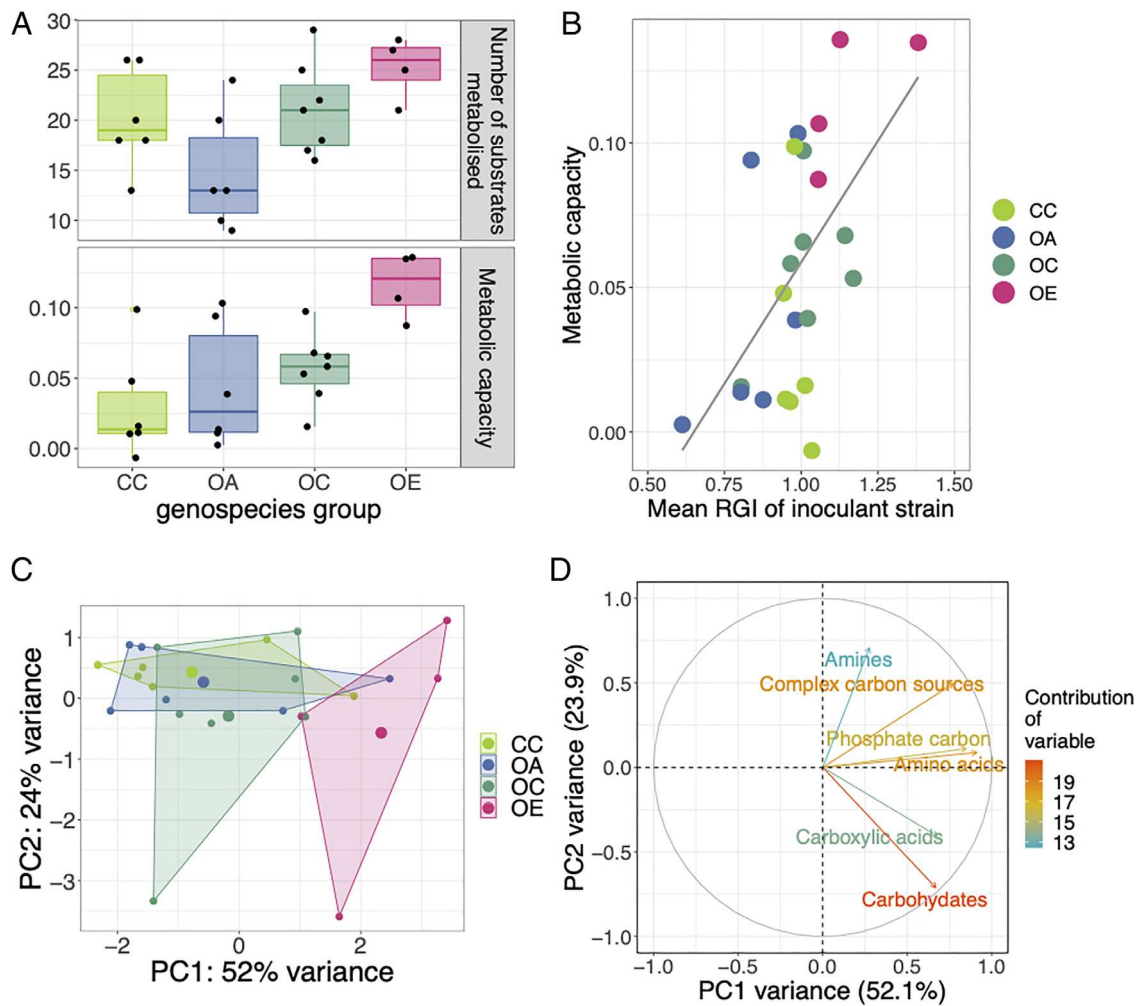 A
30
25
20
15
10
Number of substrates
metabolised
0.10
0.05
0.00
Metabolic capacity
CC OA OC OE
genospecies group
B
Metabolic capacity
0.10
0.05
0.00
0.50 0.75 1.00 1.25 1.50
Mean RGI of inoculant strain
CC
OA
OC
OE
C
PC2: 24% variance
1
0
−1
−2
−3
−2 0 2
PC1: 52% variance
CC
OA
OC
OE
D
PC2 variance (23.9%)
1.0
0.5
0.0
−0.5
−1.0
Amines
Complex carbon sources
Phosphate carbon
Amino acids
Carboxylic acids
Carbohydates
−1.0 −0.5 0.0 0.5 1.0
PC1 variance (52.1%)
Contribution
of
variable
19
17
15
13